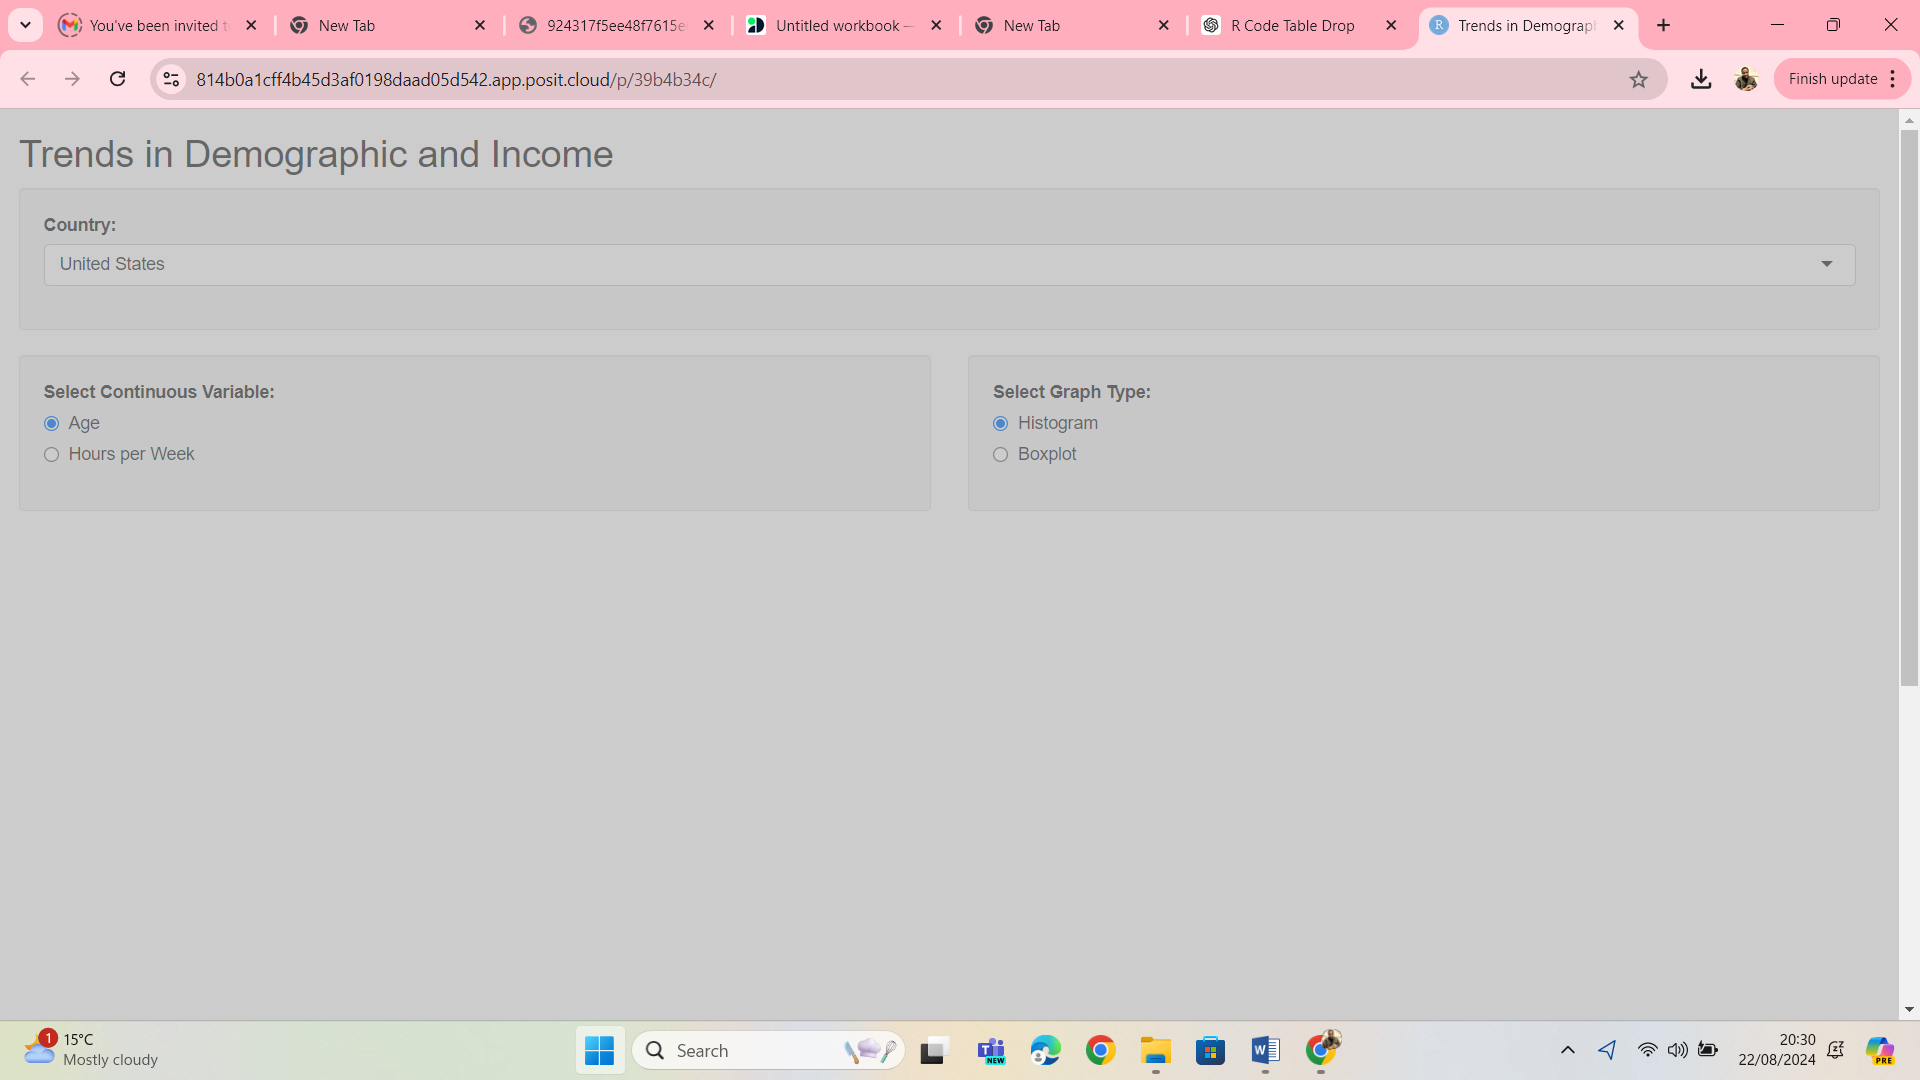 You've been invited t
New Tab
924317f5ee48f7615e
Untitled workbook –
New Tab
R Code Table Drop
Trends in Demograph
814b0a1cff4b45d3af0198daad05d542.app.posit.cloud/p/39b4b34c/
Finish update
Trends in Demographic and Income
Country:
United States
Select Continuous Variable:
Age
Hours per Week
Select Graph Type:
Histogram
Boxplot
1
15°C
Mostly cloudy
Search
NEW
20:30
22/08/2024
PRE